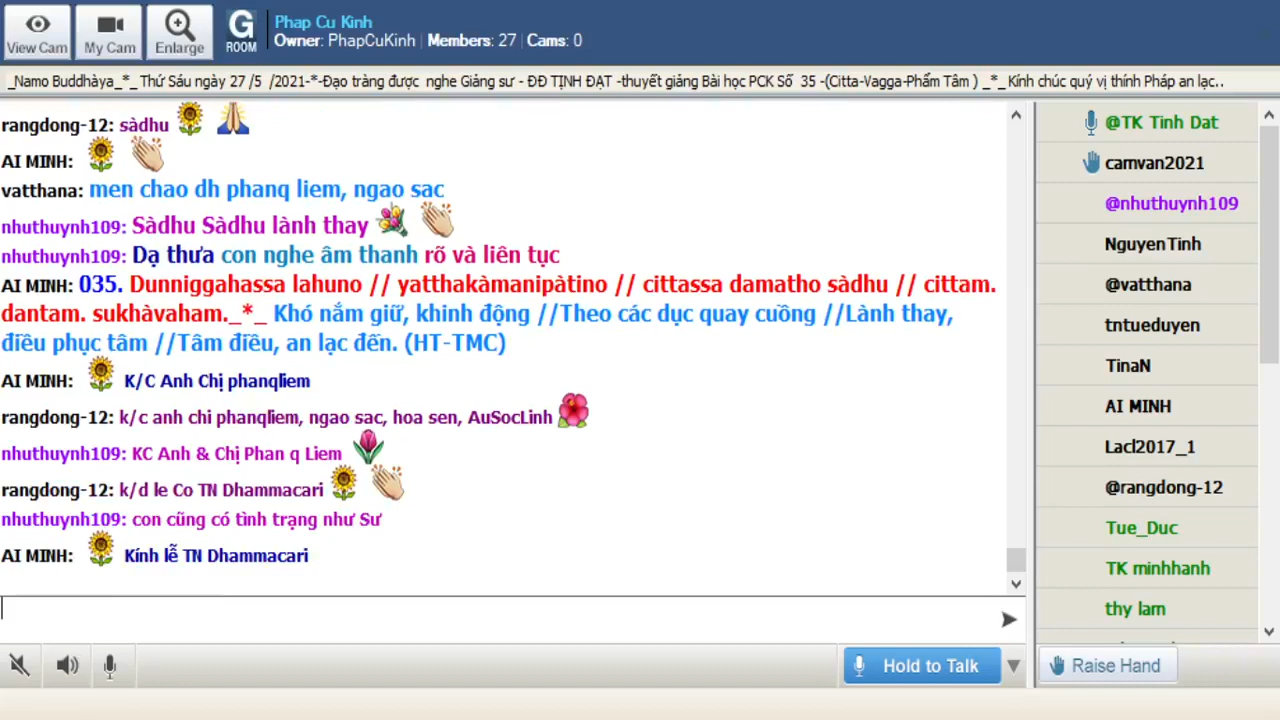 View Cam
My Cam
Enlarge
G
ROOM
Phap Cu Kinh
Owner: PhapCuKinh | Members: 27 | Cams: 0
_Namo Buddhàya_*_ Thứ Sáu ngày 27 /5 /2021-*-Đạo tràng được nghe Giảng sư - ĐĐ TỊNH ĐẠT -thuyết giảng Bài học PCK Số 35 -(Citta-Vagga-Phẩm Tâm ) _*_ Kính chúc quý vị thính Pháp an lạc..
rangdong-12: sàdhu
AI MINH:
vatthana: men chao dh phanq liem, ngao sac
nhuthuynh109: Sàdhu Sàdhu lành thay
nhuthuynh109: Dạ thưa con nghe âm thanh rõ và liên tục
AI MINH: 035. Dunniggahassa lahuno // yatthakàmanipàtino // cittassa damatho sàdhu // cittam.
dantam. sukhàvaham._*_ Khó nắm giữ, khinh động //Theo các dục quay cuồng //Lành thay,
điều phục tâm //Tâm điều, an lạc đến. (HT-TMC)
AI MINH: K/C Anh Chị phanqliem
rangdong-12: k/c anh chi phanqliem, ngao sac, hoa sen, AuSocLinh
nhuthuynh109: KC Anh & Chị Phan q Liem
rangdong-12: k/d le Co TN Dhammacari
nhuthuynh109: con cũng có tình trạng như Sư
AI MINH: Kính lễ TN Dhammacari
Hold to Talk
@TK Tinh Dat
camvan2021
@nhuthuynh109
NguyenTinh
@vatthana
tntueduyen
TinaN
AI MINH
Lacl2017_1
@rangdong-12
Tue_Duc
TK minhhanh
thy lam
Raise Hand